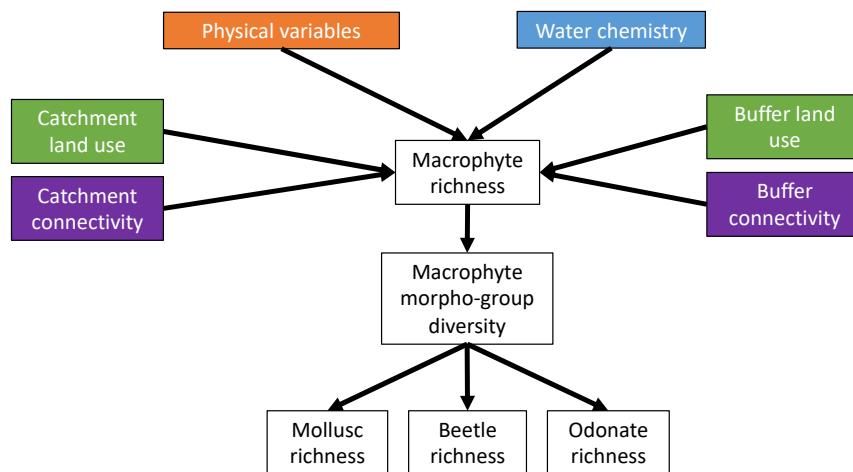 Physical variables
Water chemistry
Catchment
land use
Buffer land
use
Macrophyte
richness
Catchment
connectivity
Buffer
connectivity
Macrophyte
morpho-group
diversity
Mollusc
richness
Beetle
richness
Odonate
richness